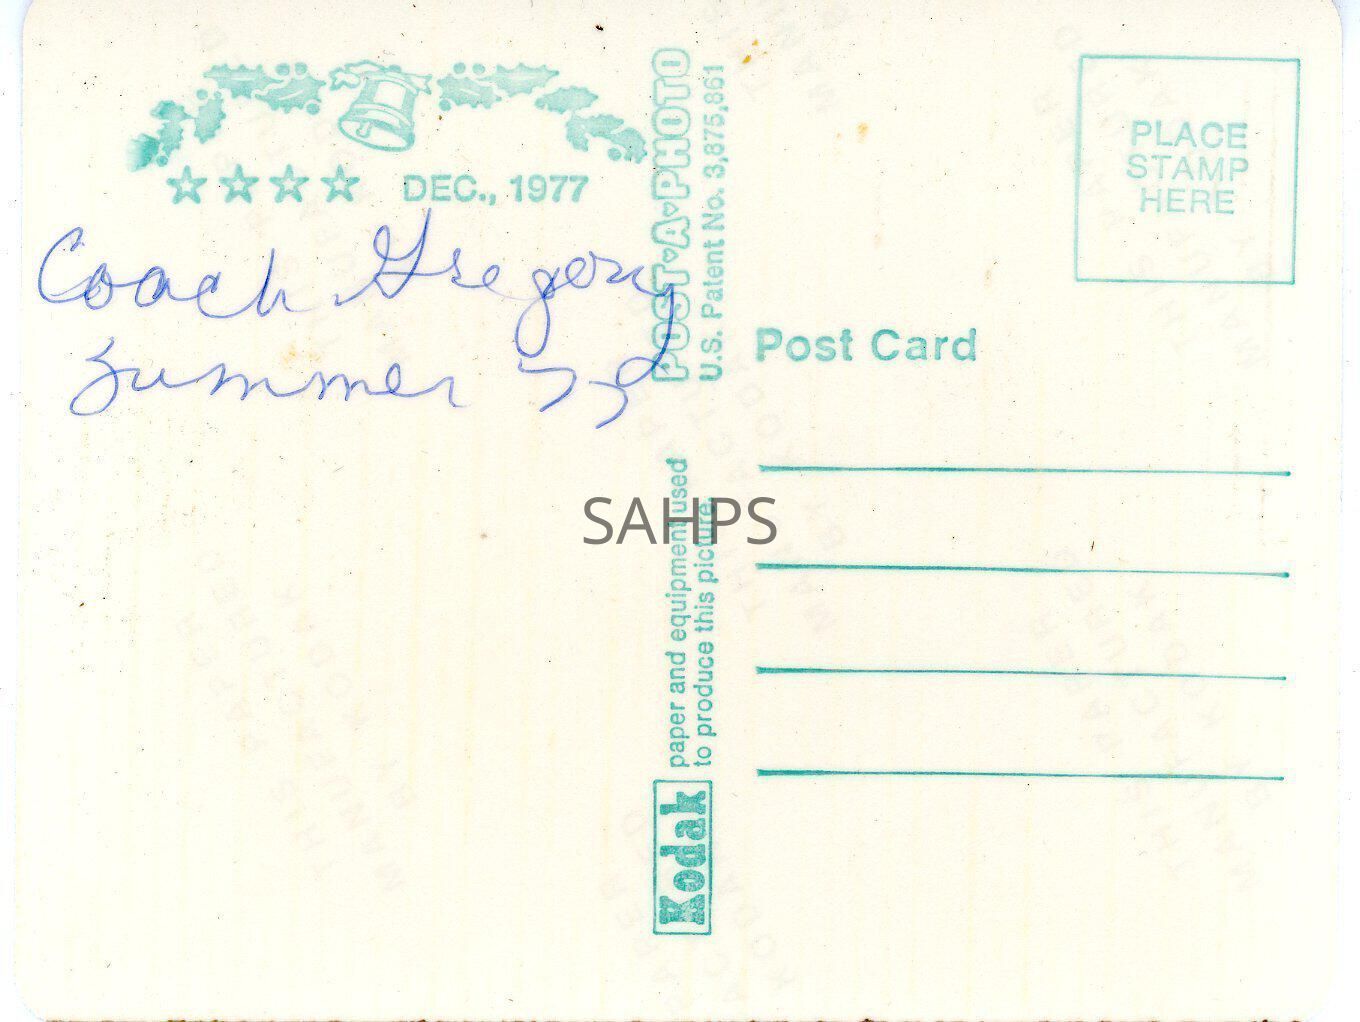 ☆☆☆☆ DEC., 1977
Coach Gregory
Summer 77
POST·A·PHOTO
U.S. Patent No. 3,875,861
PLACE
STAMP
HERE
Post Card
SAHPS
Kodak
paper and equipment used
to produce this picture.